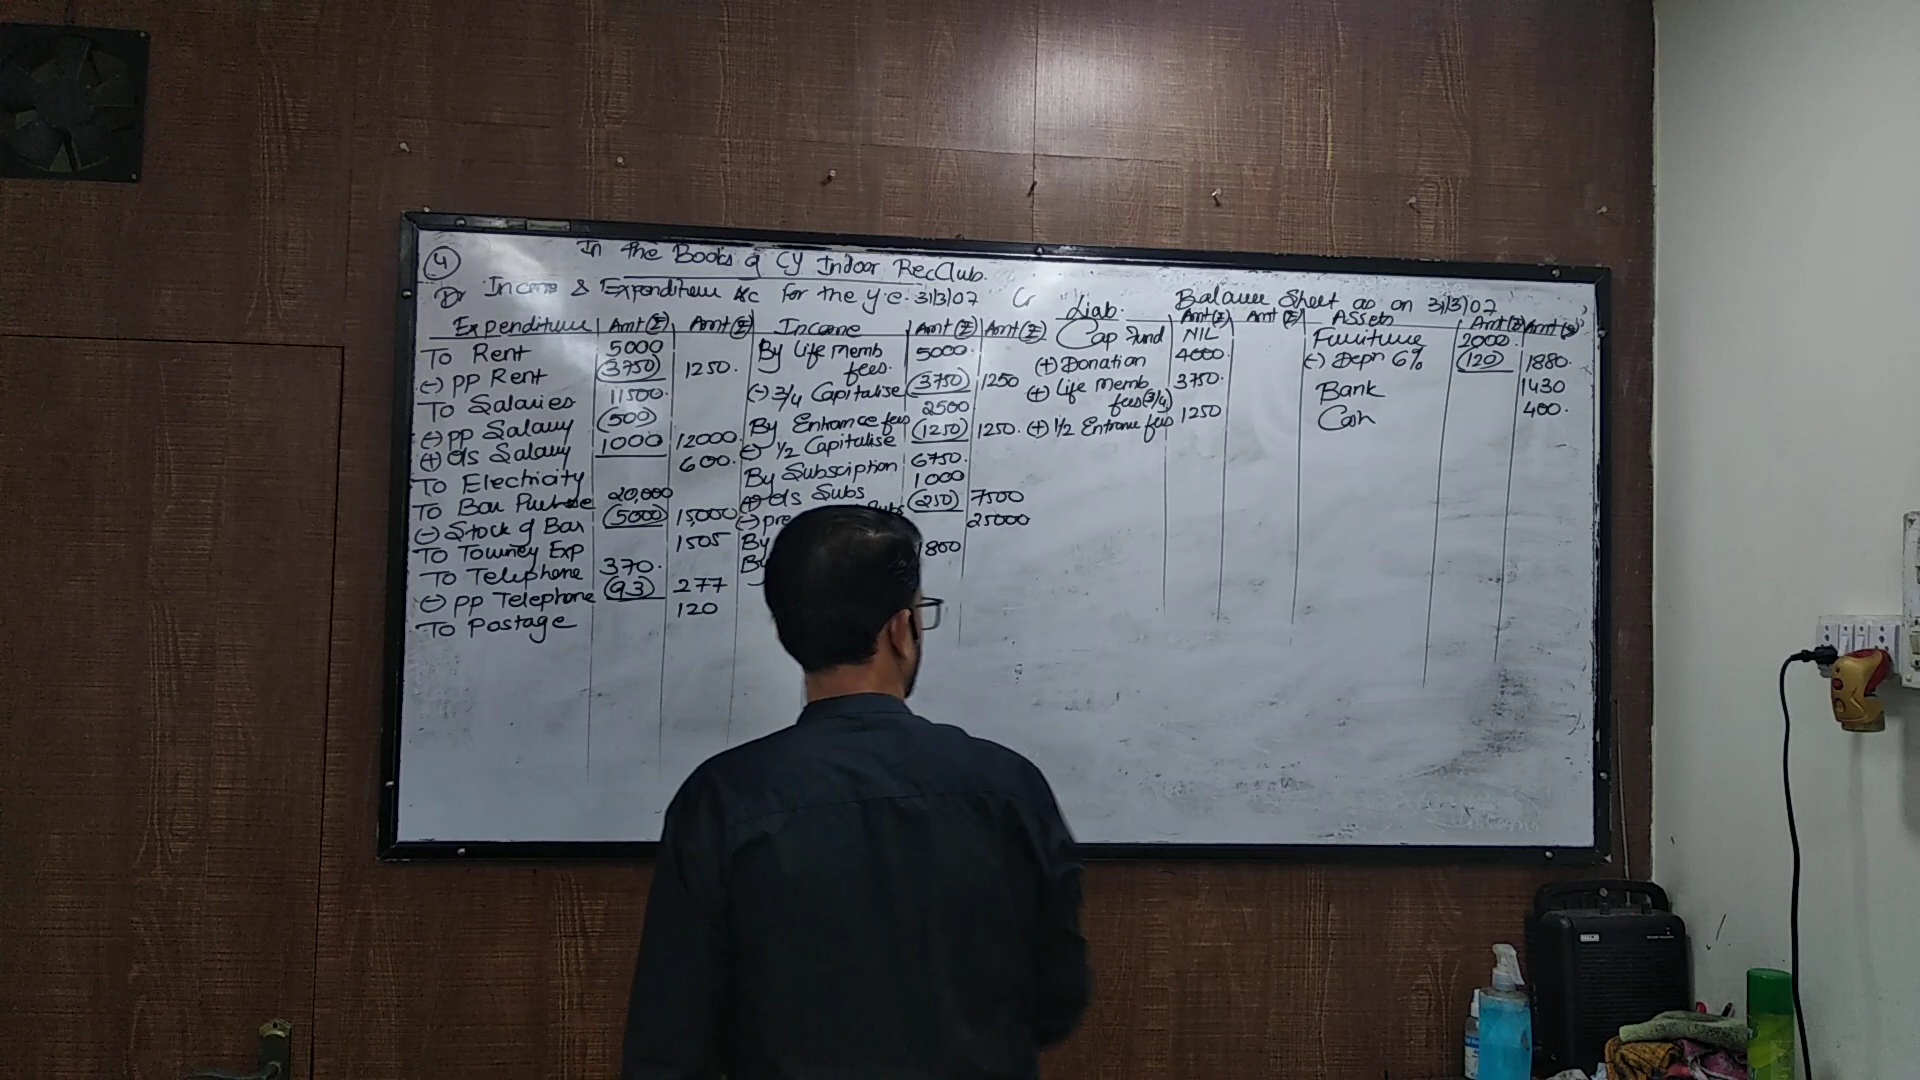 4
In the Books of CY Indoor Rec Club.
Dr Income & Expenditure A/c for the y.e. 31/3/07 Cr
Expenditure Amt(₹) Amt(₹) Income Amt(₹) Amt(₹)
To Rent 5000
(-) PP Rent (3750) 1250.
To Salaries 11500.
(-) PP Salary (500)
(+) O/s Salary 1000 12000.
To Electricity 600.
To Bar Purchase 20,000
(-) Stock of Bar (5000) 15,000
To Tourney Exp 1505
To Telephone 370.
(-) PP Telephone (93) 277
To Postage 120
By Life Memb fees. 5000.
(-) 3/4 Capitalise (3750) 1250
By Entrance fees 2500
(-) 1/2 Capitalise (1250) 1250.
By Subsciption 6750.
(+) O/s Subs 1000
(-) pre Subs (250) 7500
By 25000
By 1800
Balance Sheet as on 31/3/07
Liab. Amt(₹) Amt(₹) Assets Amt(₹) Amt(₹)
Cap Fund NIL
(+) Donation 4000.
(+) Life Memb fees (3/4) 3750.
(+) 1/2 Entrance fees 1250
Furniture 2000.
(-) Depn 6% (120) 1880.
Bank 1430
Cash 400.